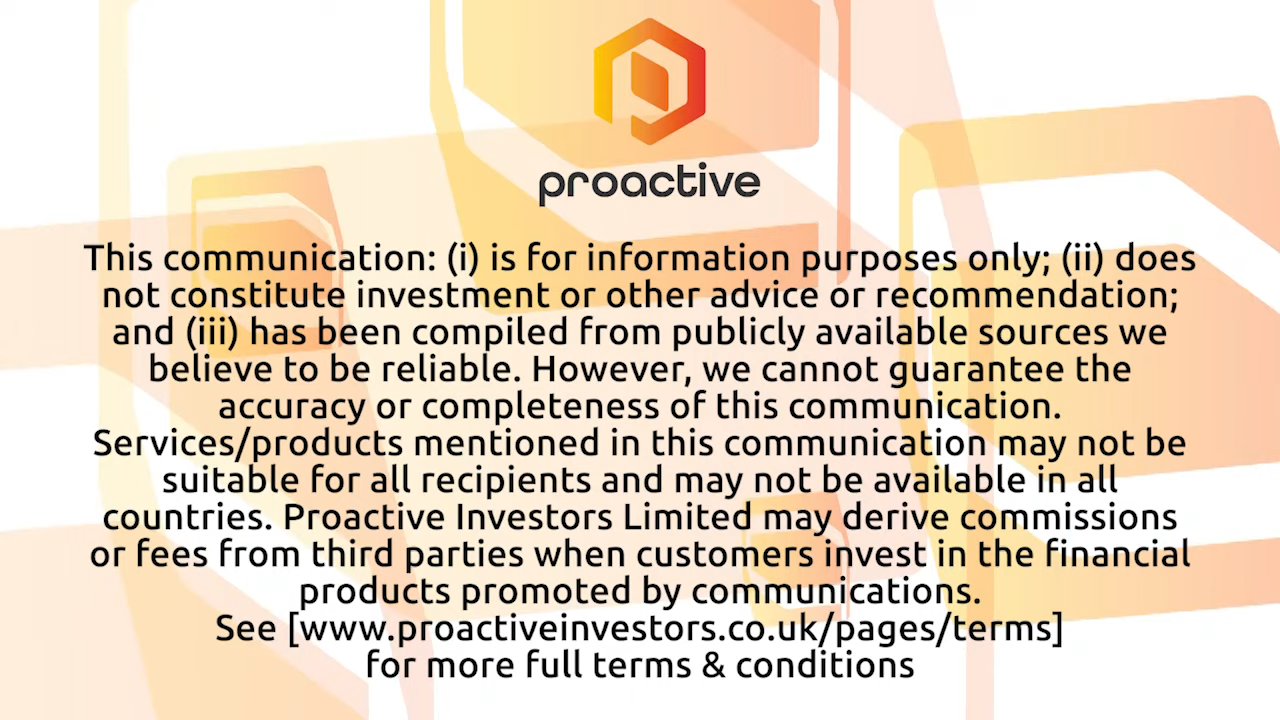 proactive
This communication: (i) is for information purposes only; (ii) does
not constitute investment or other advice or recommendation;
and (iii) has been compiled from publicly available sources we
believe to be reliable. However, we cannot guarantee the
accuracy or completeness of this communication.
Services/products mentioned in this communication may not be
suitable for all recipients and may not be available in all
countries. Proactive Investors Limited may derive commissions
or fees from third parties when customers invest in the financial
products promoted by communications.
See [www.proactiveinvestors.co.uk/pages/terms]
for more full terms & conditions